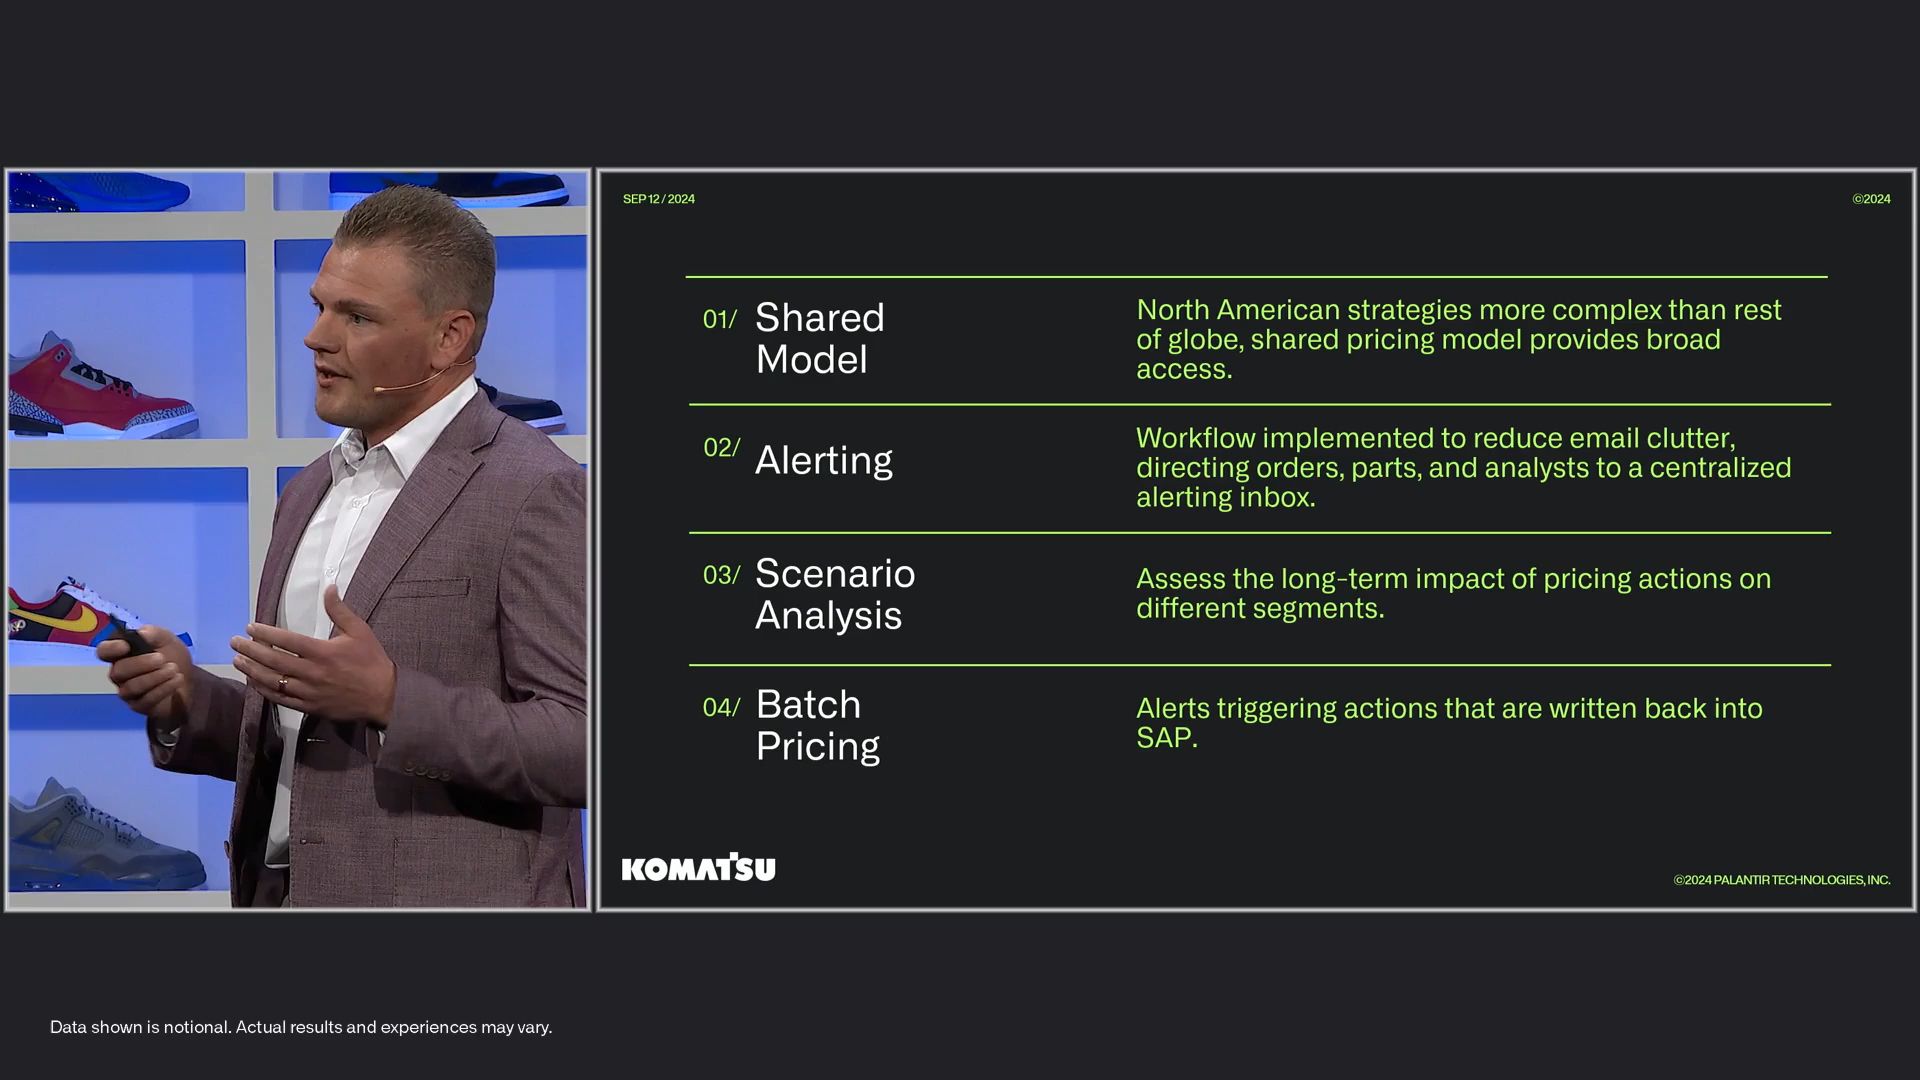 SEP 12 / 2024
©2024
01/
Shared
Model
North American strategies more complex than rest
of globe, shared pricing model provides broad
access.
02/
Alerting
Workflow implemented to reduce email clutter,
directing orders, parts, and analysts to a centralized
alerting inbox.
03/
Scenario
Analysis
Assess the long-term impact of pricing actions on
different segments.
04/
Batch
Pricing
Alerts triggering actions that are written back into
SAP.
KOMATSU
©2024 PALANTIR TECHNOLOGIES, INC.
Data shown is notional. Actual results and experiences may vary.